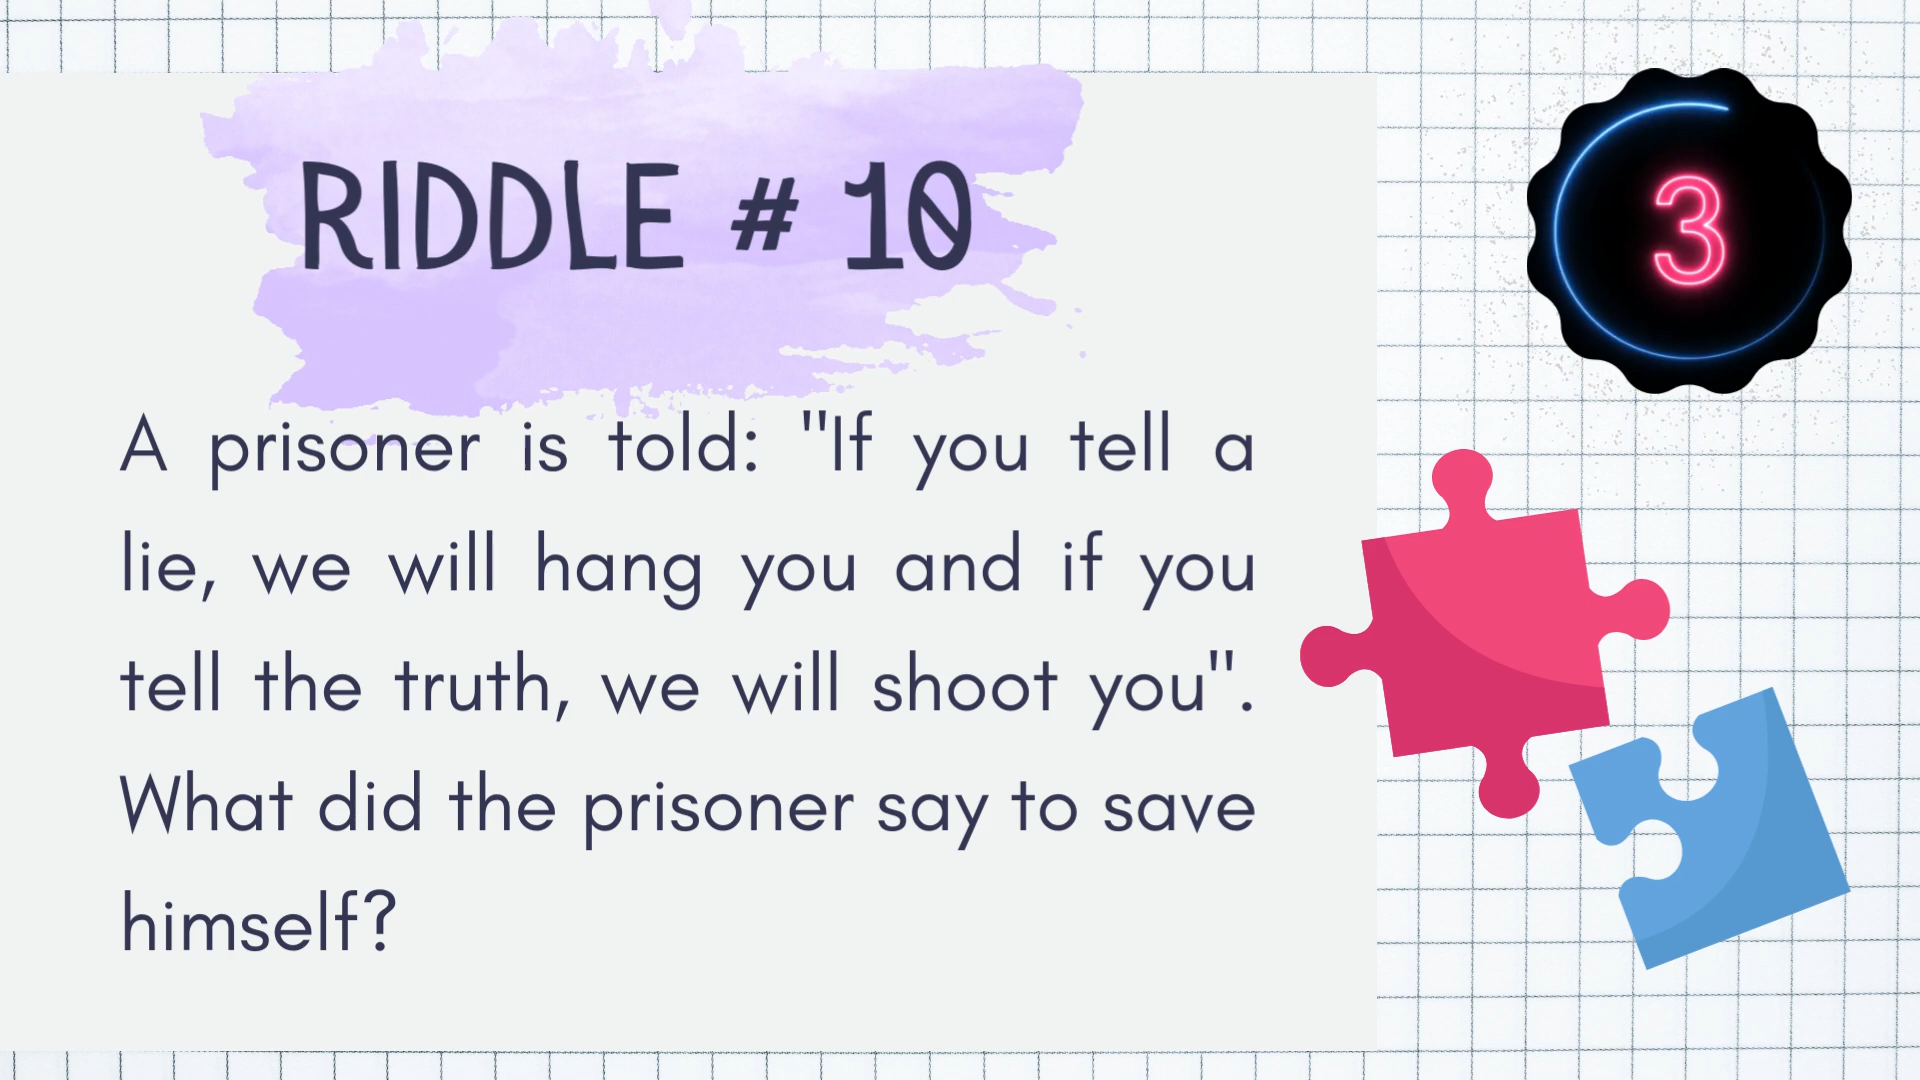 RIDDLE # 10
3
A prisoner is told: "If you tell a
lie, we will hang you and if you
tell the truth, we will shoot you".
What did the prisoner say to save
himself?